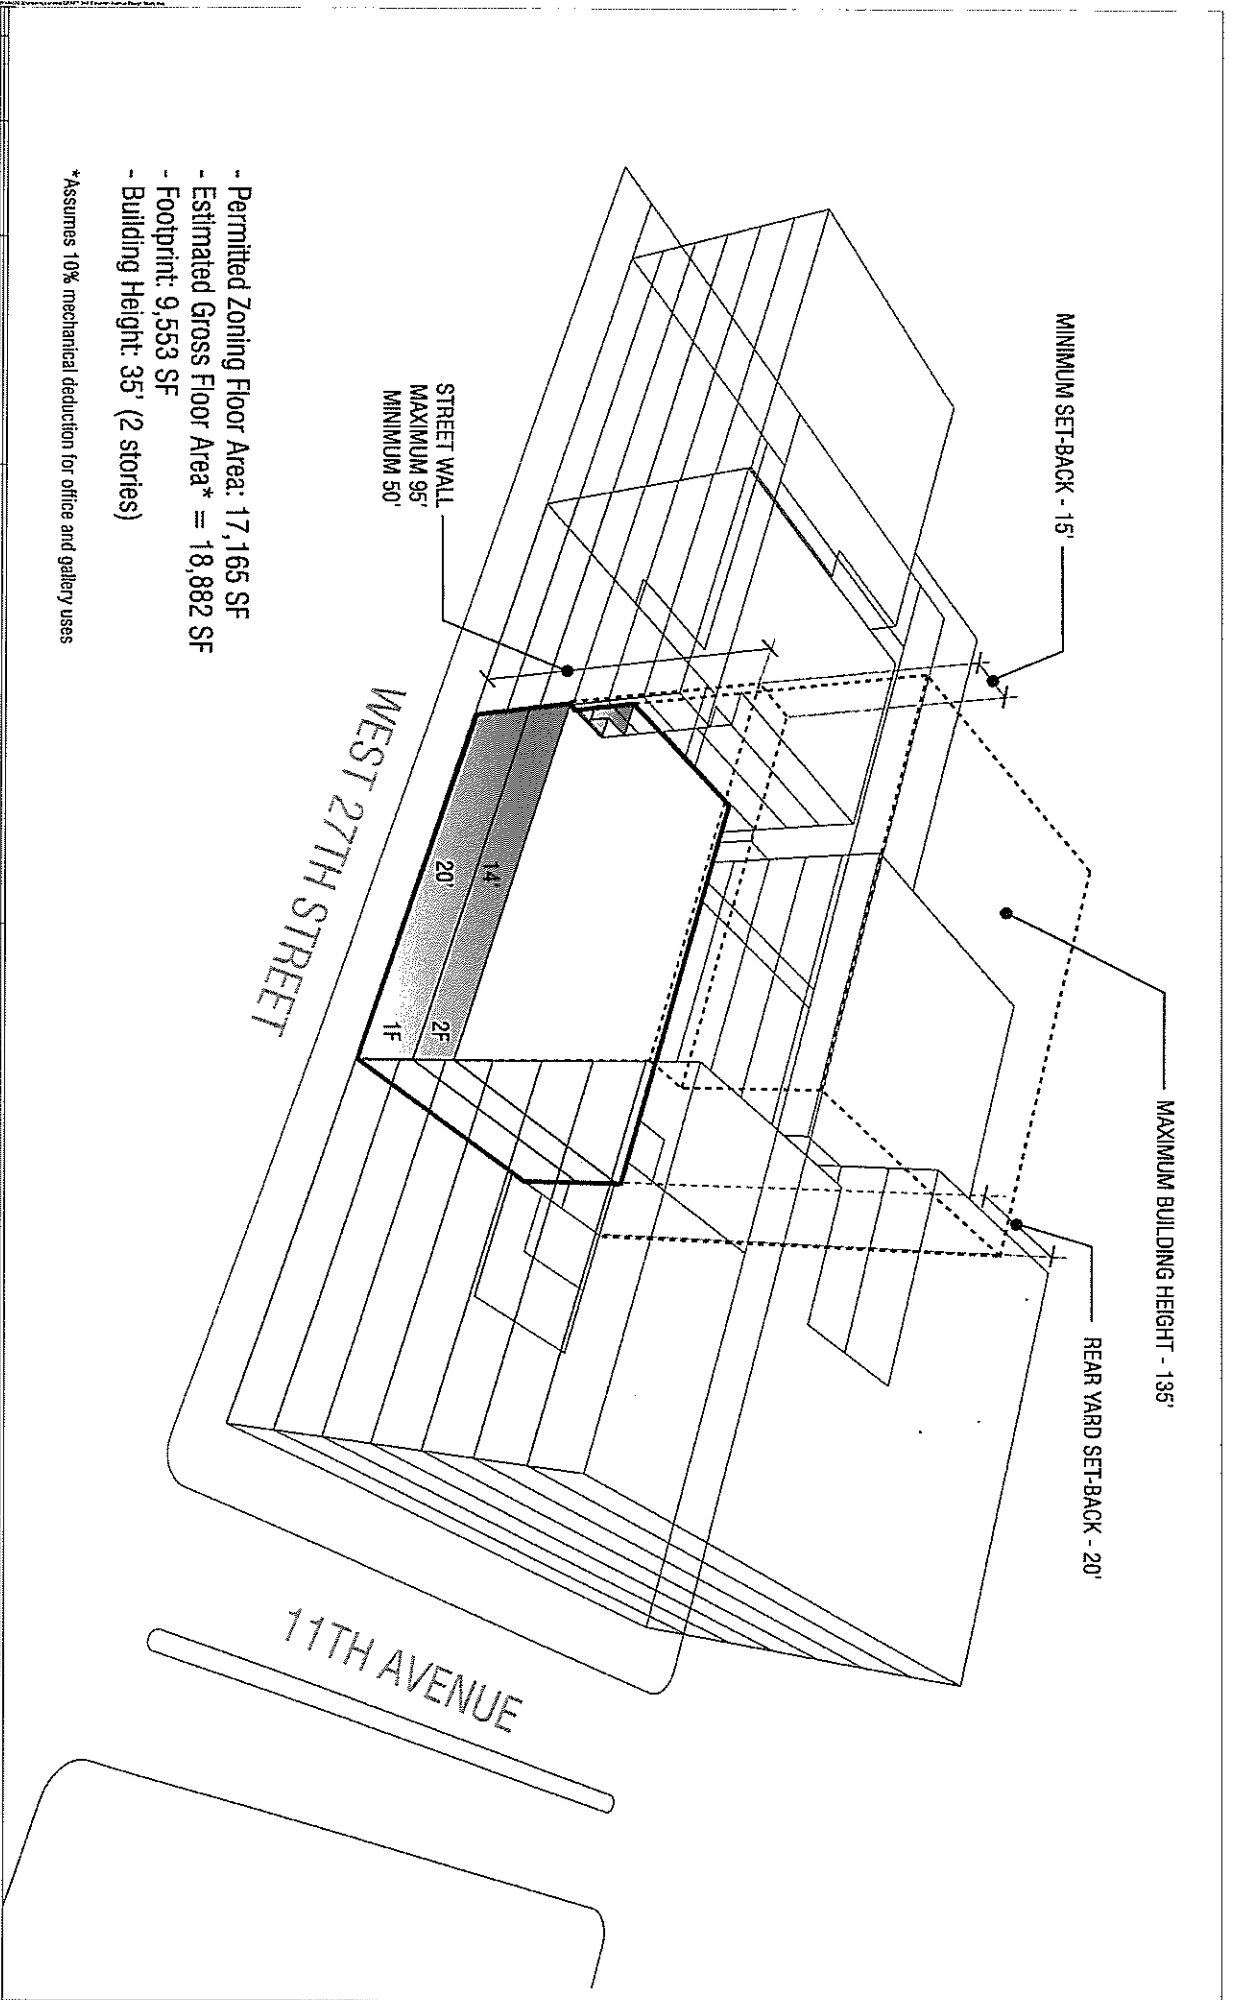 MINIMUM SET-BACK - 15'
MAXIMUM BUILDING HEIGHT - 135'
REAR YARD SET-BACK - 20'
STREET WALL
MAXIMUM 95'
MINIMUM 50'
14'
20'
2F
1F
WEST 27TH STREET
11TH AVENUE
- Permitted Zoning Floor Area: 17,165 SF
- Estimated Gross Floor Area* = 18,882 SF
- Footprint: 9,553 SF
- Building Height: 35' (2 stories)
*Assumes 10% mechanical deduction for office and gallery uses